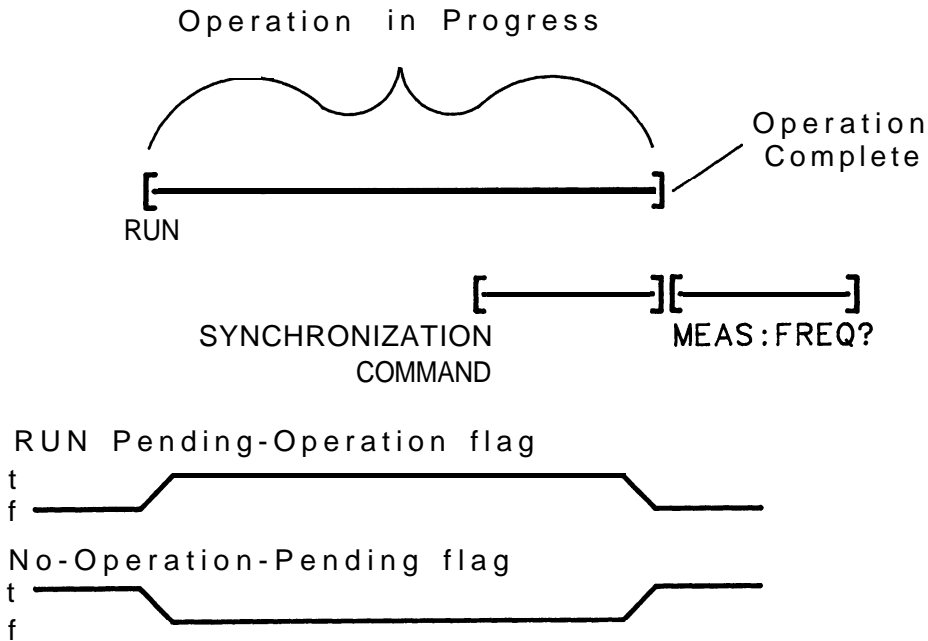 Operation in Progress
Operation
Complete
RUN
SYNCHRONIZATION
COMMAND
MEAS:FREQ?
RUN Pending-Operation flag
t
f
No-Operation-Pending flag
t
f